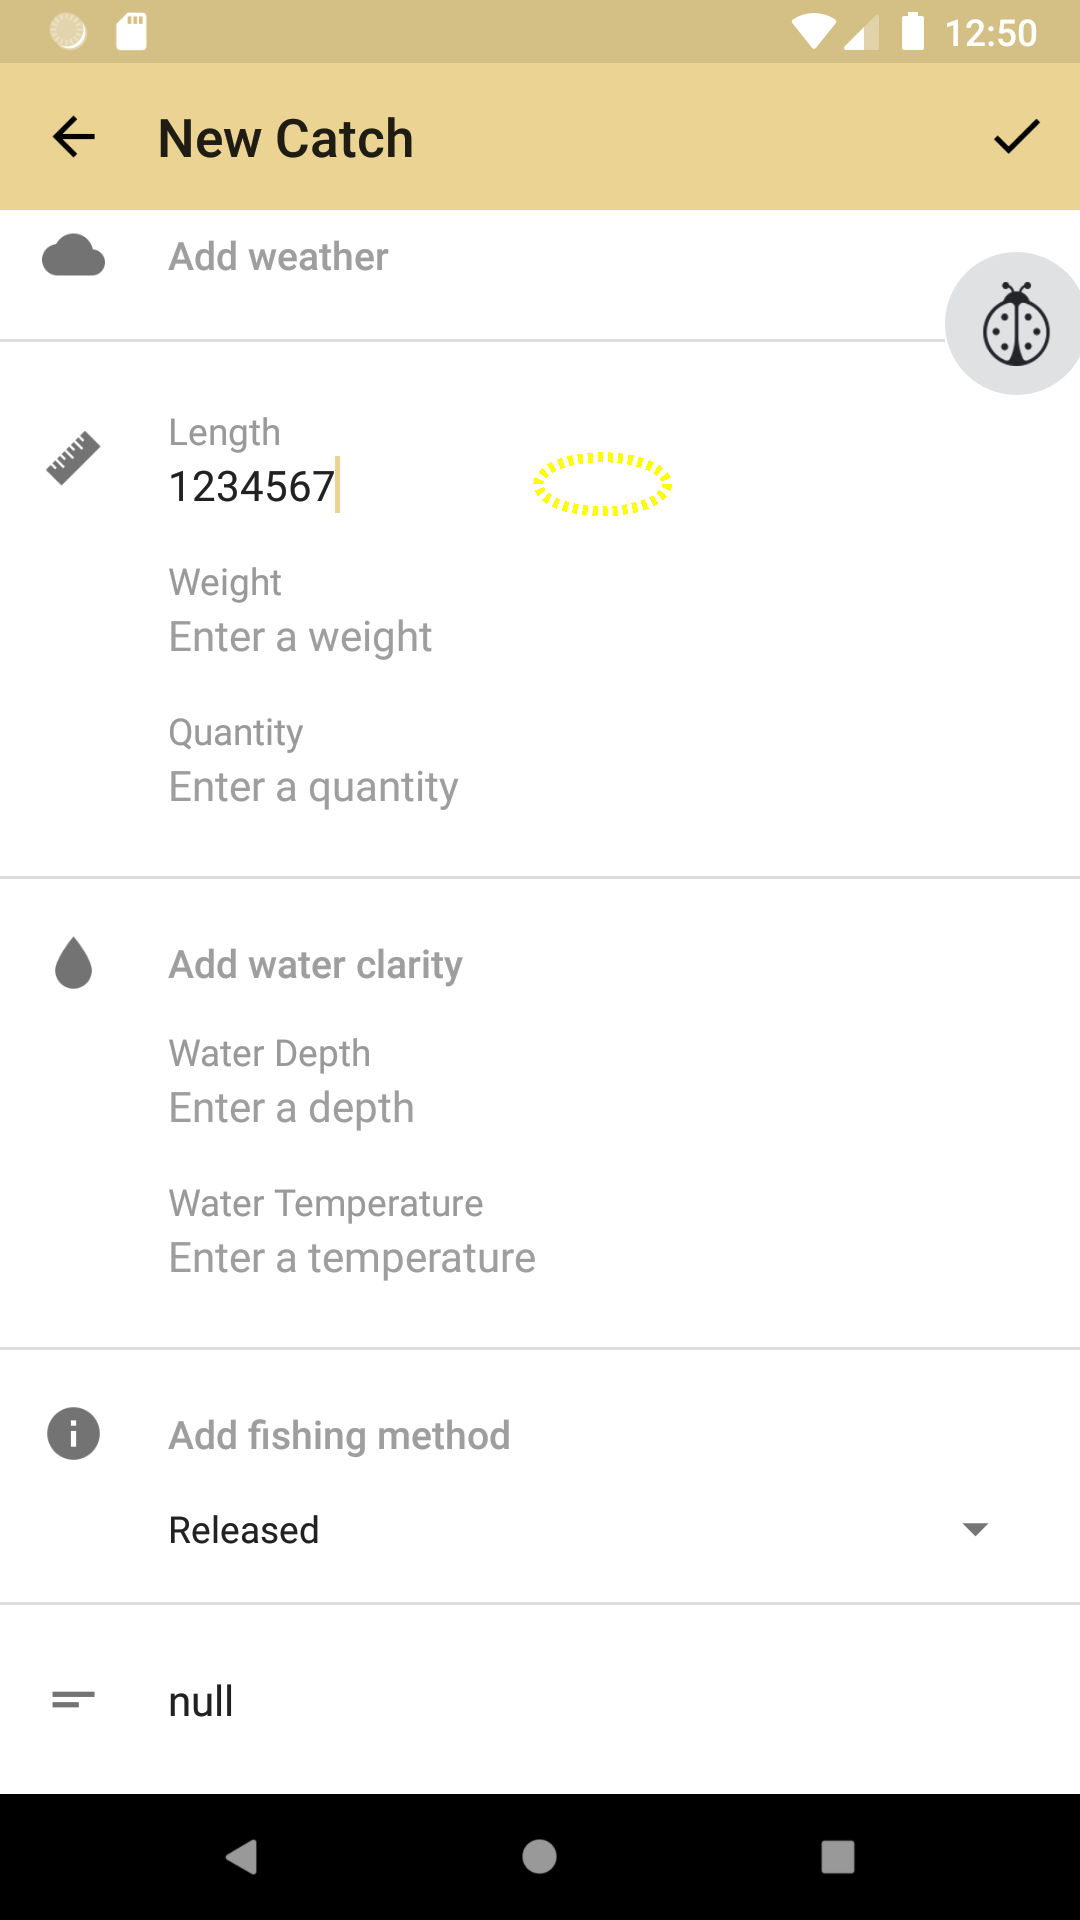 12:50
New Catch
Add weather
Length
1234567
Weight
Enter a weight
Quantity
Enter a quantity
Add water clarity
Water Depth
Enter a depth
Water Temperature
Enter a temperature
Add fishing method
Released
null